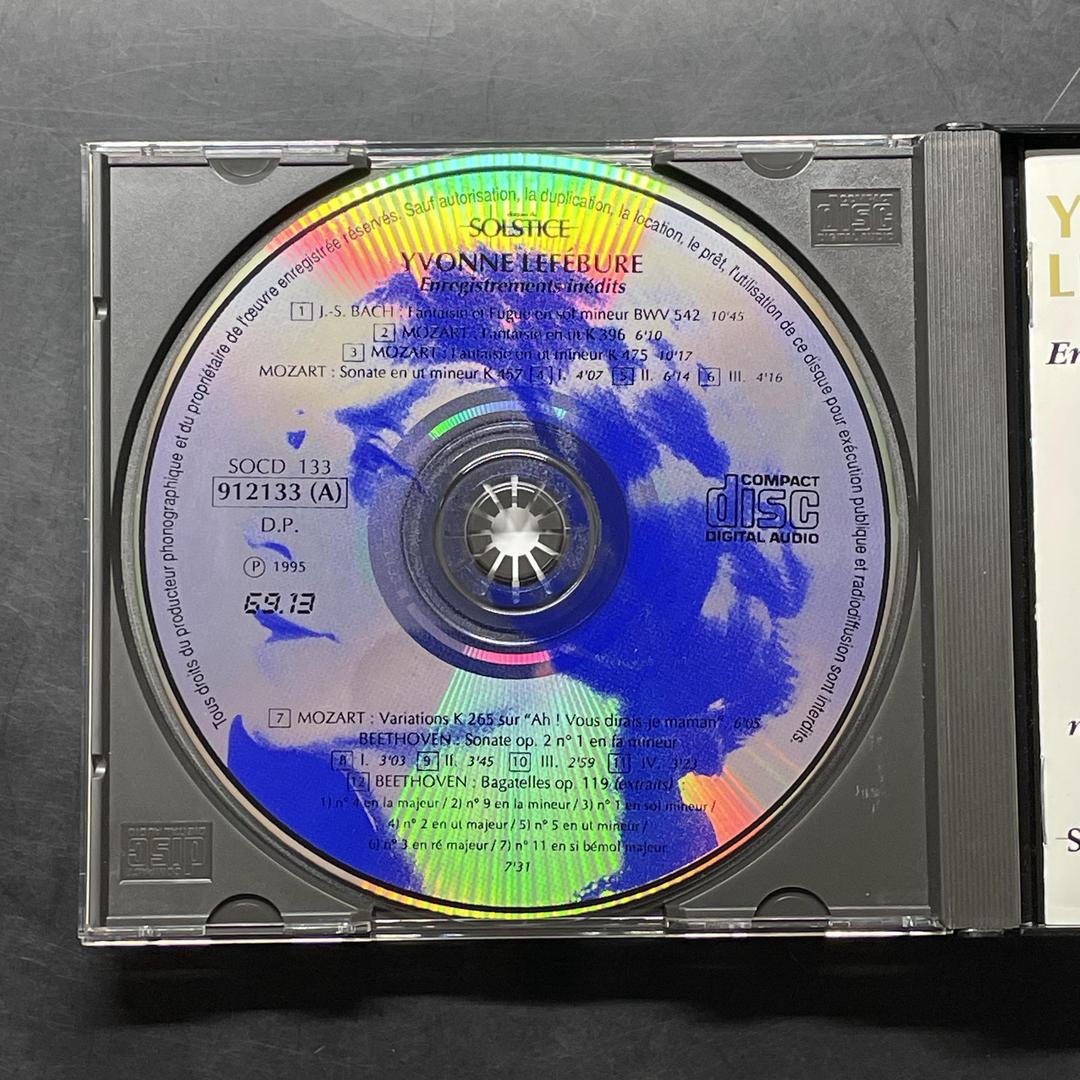 Tous droits du producteur phonographique et du propriétaire de l'œuvre enregistrée réservés. Sauf autorisation, la duplication, la location, le prêt, l'utilisation de ce disque pour exécution publique et radiodiffusion sont interdits.
SOLSTICE
YVONNE LEFÉBURE
Enregistrements inédits
1 J.-S. BACH : Fantaisie et Fugue en sol mineur BWV 542 10'45
2 MOZART : Fantaisie en ut K 396 6'10
3 MOZART : Fantaisie en ut mineur K 475 10'17
MOZART : Sonate en ut mineur K 457 4 I. 4'07 5 II. 6'14 6 III. 4'16
SOCD 133
912133 (A)
D.P.
℗ 1995
69.13
COMPACT
disc
DIGITAL AUDIO
7 MOZART : Variations K 265 sur "Ah ! Vous dirais-je maman" 6'05
BEETHOVEN : Sonate op. 2 n° 1 en fa mineur
8 I. 3'03 9 II. 3'45 10 III. 2'59 11 IV. 3'23
12 BEETHOVEN : Bagatelles op. 119 (extraits) :
1) n° 4 en la majeur / 2) n° 9 en la mineur / 3) n° 1 en sol mineur /
4) n° 2 en ut majeur / 5) n° 5 en ut mineur /
6) n° 3 en ré majeur / 7) n° 11 en si bémol majeur
7'31
COMPACT
disc
DIGITAL AUDIO
disc
Y
L
En
S